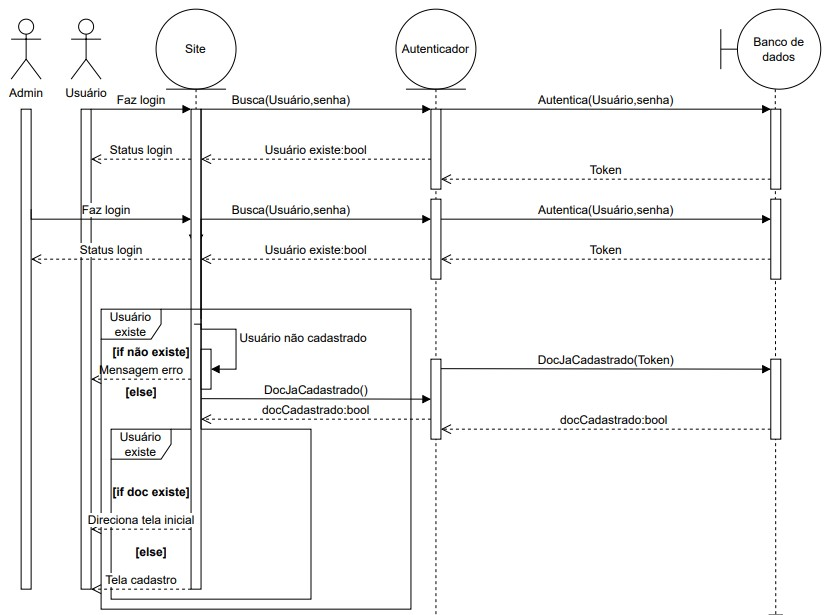 Site
Autenticador
Banco de
dados
Admin
Usuário
Faz login
Busca(Usuário,senha)
Autentica(Usuário,senha)
Status login
Usuário existe:bool
Token
Faz login
Busca(Usuário,senha)
Autentica(Usuário,senha)
Status login
Usuário existe:bool
Token
Usuário
existe
Usuário não cadastrado
[if não existe]
DocJaCadastrado(Token)
Mensagem erro
[else]
DocJaCadastrado()
docCadastrado:bool
docCadastrado:bool
Usuário
existe
[if doc existe]
Direciona tela inicial
[else]
Tela cadastro